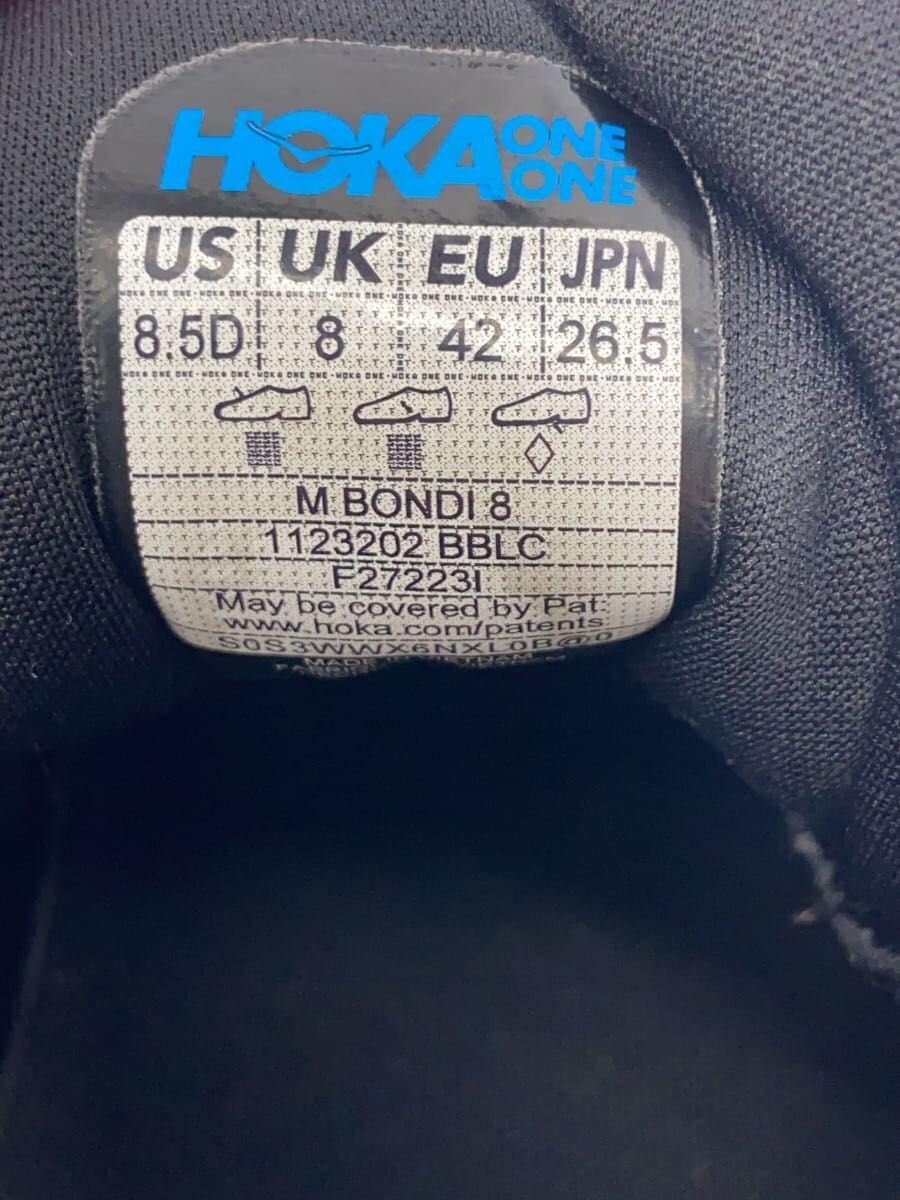 HOKA ONE ONE
US UK EU JPN
8.5D 8 42 26.5
M BONDI 8
1123202 BBLC
F27223I
May be covered by Pat:
www.hoka.com/patents
S0S3WWX6NXL0B@0